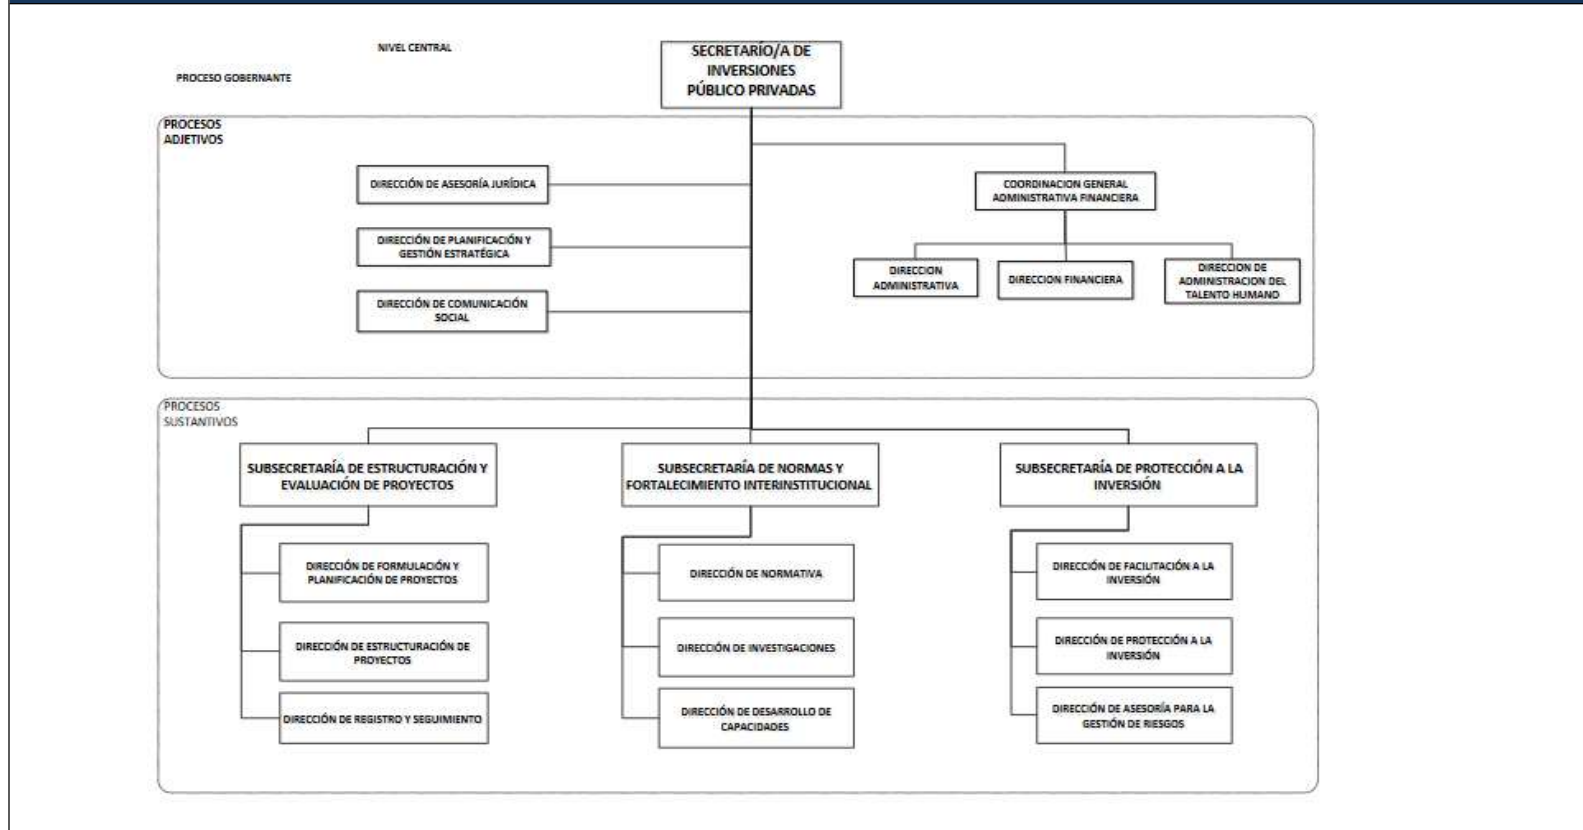 NIVEL CENTRAL
PROCESO GOBERNANTE
SECRETARÍO/A DE
INVERSIONES
PÚBLICO PRIVADAS
PROCESOS
ADJETIVOS
DIRECCIÓN DE ASESORÍA JURÍDICA
DIRECCIÓN DE PLANIFICACIÓN Y
GESTIÓN ESTRATÉGICA
DIRECCIÓN DE COMUNICACIÓN
SOCIAL
COORDINACION GENERAL
ADMINISTRATIVA FINANCIERA
DIRECCION
ADMINISTRATIVA
DIRECCION FINANCIERA
DIRECCION DE
ADMINISTRACION DEL
TALENTO HUMANO
PROCESOS
SUSTANTIVOS
SUBSECRETARÍA DE ESTRUCTURACIÓN Y
EVALUACIÓN DE PROYECTOS
DIRECCIÓN DE FORMULACIÓN Y
PLANIFICACIÓN DE PROYECTOS
DIRECCIÓN DE ESTRUCTURACIÓN DE
PROYECTOS
DIRECCIÓN DE REGISTRO Y SEGUIMIENTO
SUBSECRETARÍA DE NORMAS Y
FORTALECIMIENTO INTERINSTITUCIONAL
DIRECCIÓN DE NORMATIVA
DIRECCIÓN DE INVESTIGACIONES
DIRECCIÓN DE DESARROLLO DE
CAPACIDADES
SUBSECRETARÍA DE PROTECCIÓN A LA
INVERSIÓN
DIRECCIÓN DE FACILITACIÓN A LA
INVERSIÓN
DIRECCIÓN DE PROTECCIÓN A LA
INVERSIÓN
DIRECCIÓN DE ASESORÍA PARA LA
GESTIÓN DE RIESGOS